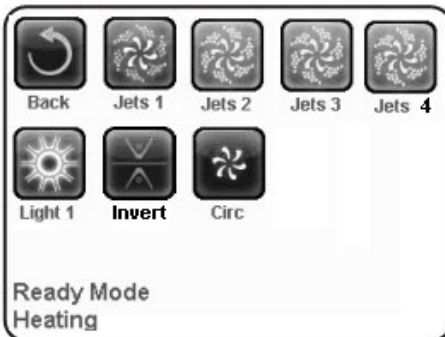 Back Jets 1 Jets 2 Jets 3 Jets 4
Light 1 Invert Circ
Ready Mode
Heating